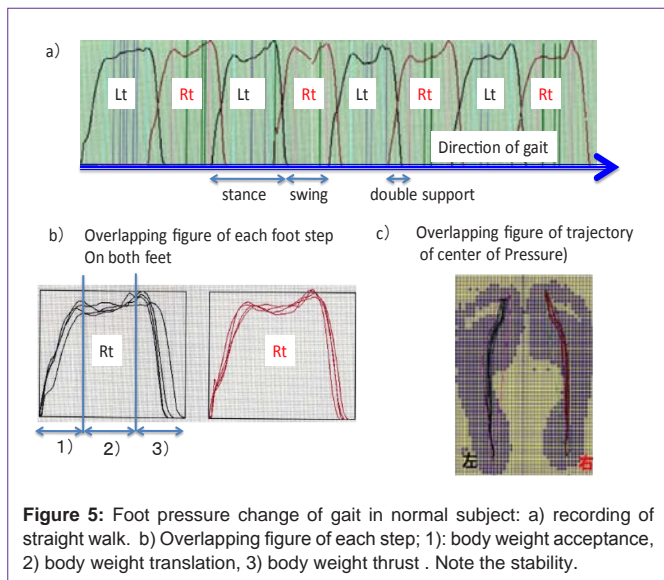 a)
Lt Rt Lt Rt Lt Rt Lt Rt
Direction of gait
stance swing double support
b) Overlapping figure of each foot step
On both feet
c) Overlapping figure of trajectory
of center of Pressure)
Rt Rt
1) 2) 3)
左 右
Figure 5: Foot pressure change of gait in normal subject: a) recording of
straight walk. b) Overlapping figure of each step; 1): body weight acceptance,
2) body weight translation, 3) body weight thrust . Note the stability.